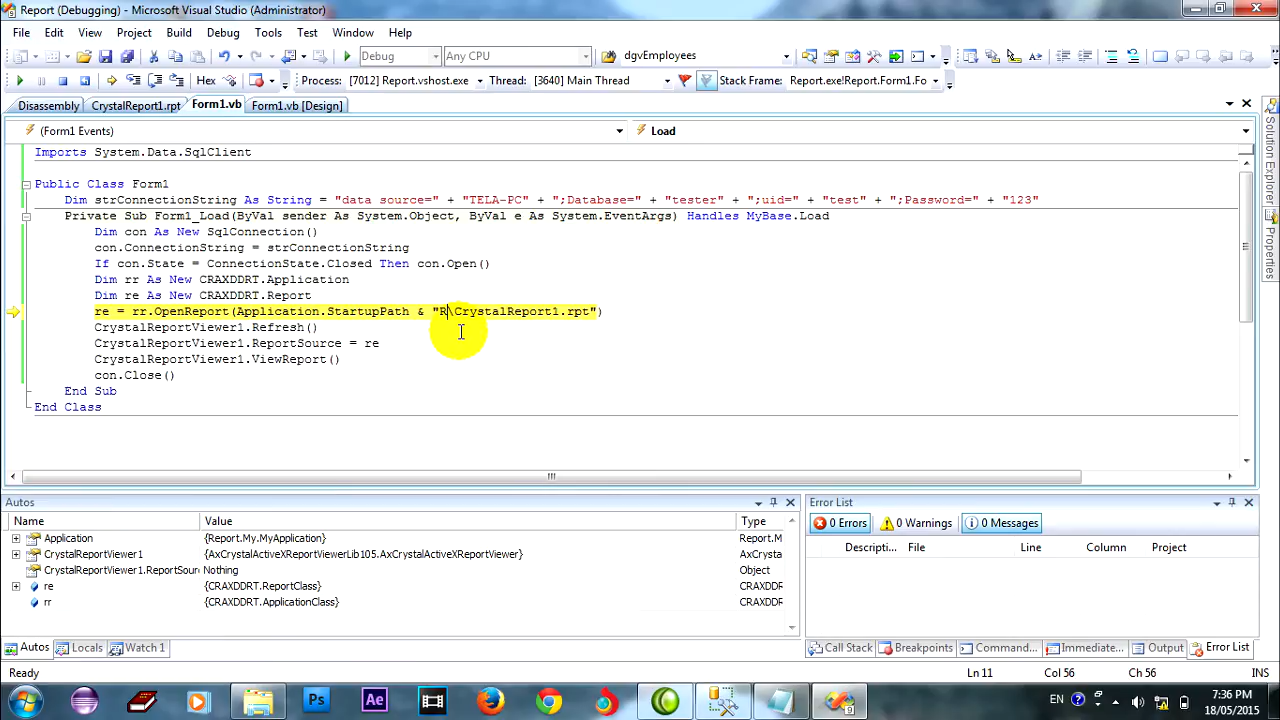 Report (Debugging) - Microsoft Visual Studio (Administrator)
File Edit View Project Build Debug Tools Test Window Help
Debug Any CPU dgvEmployees
Hex Process: [7012] Report.vshost.exe Thread: [3640] Main Thread Stack Frame: Report.exe!Report.Form1.Fo
Disassembly CrystalReport1.rpt Form1.vb Form1.vb [Design]
(Form1 Events) Load
Imports System.Data.SqlClient
Public Class Form1
Dim strConnectionString As String = "data source=" + "TELA-PC" + ";Database=" + "tester" + ";uid=" + "test" + ";Password=" + "123"
Private Sub Form1_Load(ByVal sender As System.Object, ByVal e As System.EventArgs) Handles MyBase.Load
Dim con As New SqlConnection()
con.ConnectionString = strConnectionString
If con.State = ConnectionState.Closed Then con.Open()
Dim rr As New CRAXDDRT.Application
Dim re As New CRAXDDRT.Report
re = rr.OpenReport(Application.StartupPath & "R\CrystalReport1.rpt")
CrystalReportViewer1.Refresh()
CrystalReportViewer1.ReportSource = re
CrystalReportViewer1.ViewReport()
con.Close()
End Sub
End Class
Solution Explorer
Properties
Autos
Name Value Type
Application {Report.My.MyApplication} Report.M
CrystalReportViewer1 {AxCrystalActiveXReportViewerLib105.AxCrystalActiveXReportViewer} AxCrysta
CrystalReportViewer1.ReportSourc Nothing Object
re {CRAXDDRT.ReportClass} CRAXDDR
rr {CRAXDDRT.ApplicationClass} CRAXDDR
Error List
0 Errors 0 Warnings 0 Messages
Descripti... File Line Column Project
Autos Locals Watch 1
Call Stack Breakpoints Command... Immediate... Output Error List
Ready Ln 11 Col 56 Ch 56 INS
Ps Ae EN 7:36 PM
18/05/2015